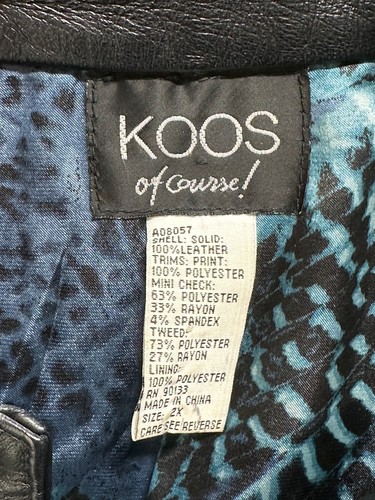 KOOS
of course!
A08057
SHELL: SOLID:
100%LEATHER
TRIMS: PRINT:
100% POLYESTER
MINI CHECK:
63% POLYESTER
33% RAYON
4% SPANDEX
TWEED:
73% POLYESTER
27% RAYON
LINING:
100% POLYESTER
RN 90133
MADE IN CHINA
SIZE: 2X
CARE SEE REVERSE